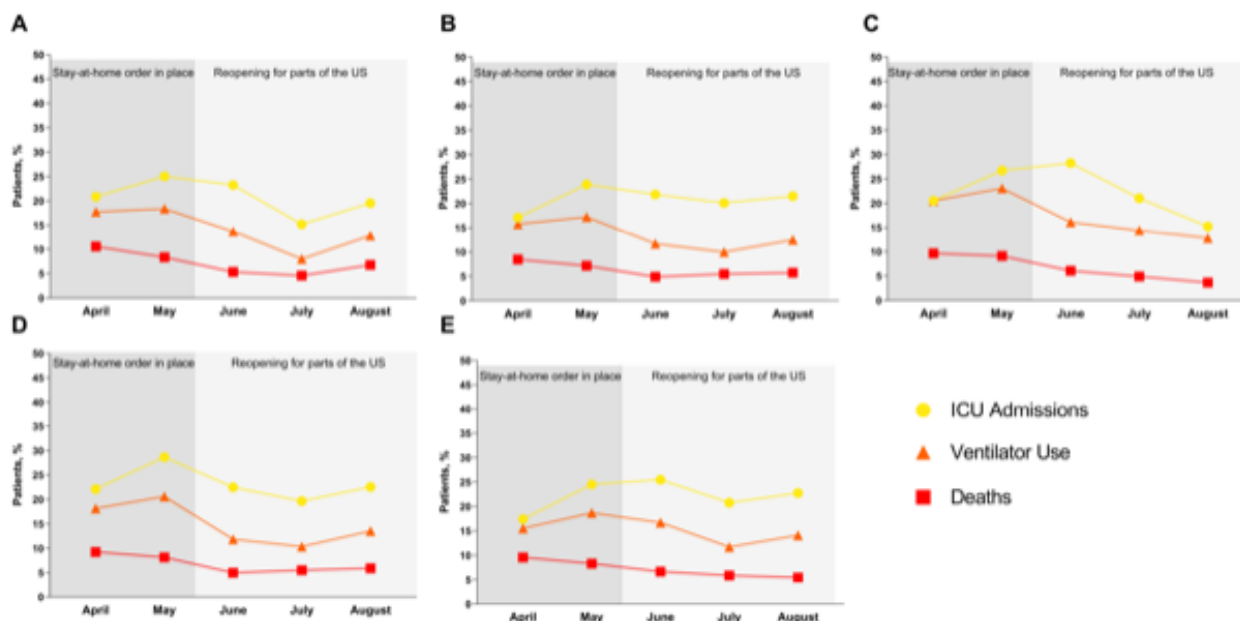 A
Patients, %
50
45
40
35
30
25
20
15
10
5
0
Stay-at-home order in place
Reopening for parts of the US
April May June July August
B
Patients, %
50
45
40
35
30
25
20
15
10
5
0
Stay-at-home order in place
Reopening for parts of the US
April May June July August
C
Patients, %
50
45
40
35
30
25
20
15
10
5
0
Stay-at-home order in place
Reopening for parts of the US
April May June July August
D
Patients, %
50
45
40
35
30
25
20
15
10
5
0
Stay-at-home order in place
Reopening for parts of the US
April May June July August
E
Patients, %
50
45
40
35
30
25
20
15
10
5
0
Stay-at-home order in place
Reopening for parts of the US
April May June July August
ICU Admissions
Ventilator Use
Deaths